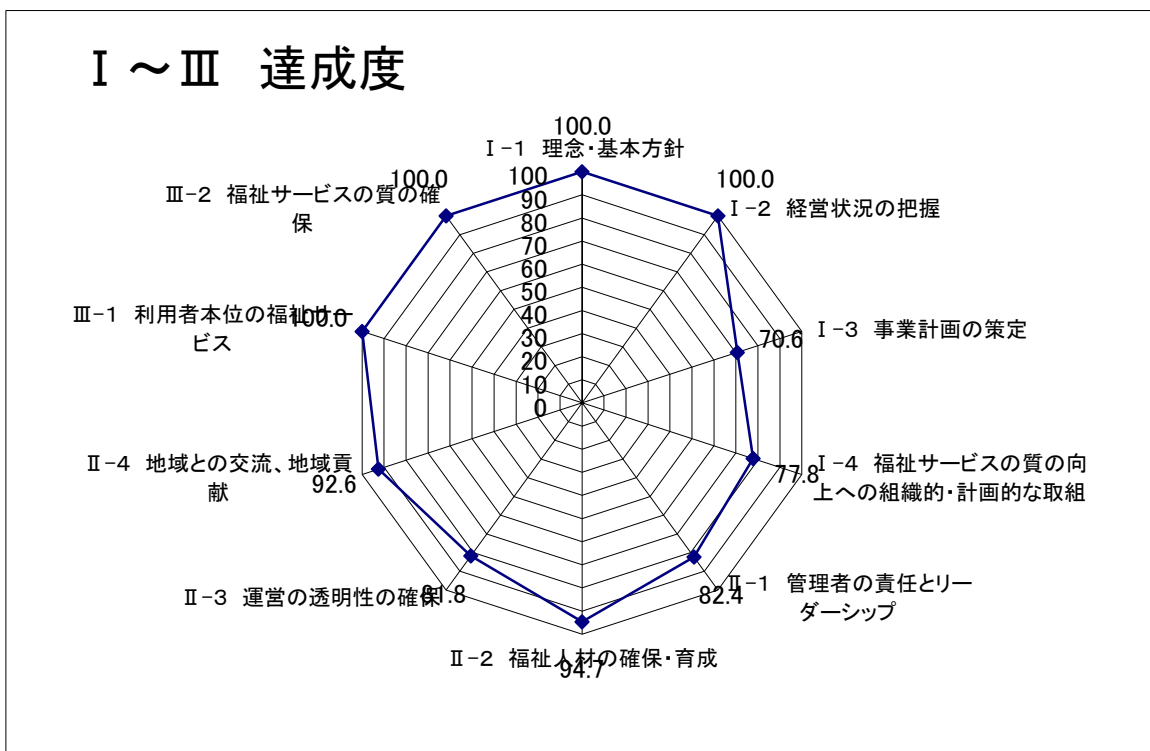 Ⅰ～Ⅲ 達成度
100.0
Ⅰ-1 理念・基本方針
100.0
Ⅰ-2 経営状況の把握
70.6
Ⅰ-3 事業計画の策定
77.8
Ⅰ-4 福祉サービスの質の向
上への組織的・計画的な取組
82.4
Ⅱ-1 管理者の責任とリー
ダーシップ
Ⅱ-2 福祉人材の確保・育成
94.7
Ⅱ-3 運営の透明性の確保
81.8
Ⅱ-4 地域との交流、地域貢
献
92.6
Ⅲ-1 利用者本位の福祉サー
ビス
100.0
Ⅲ-2 福祉サービスの質の確
保
100.0
100
90
80
70
60
50
40
30
20
10
0